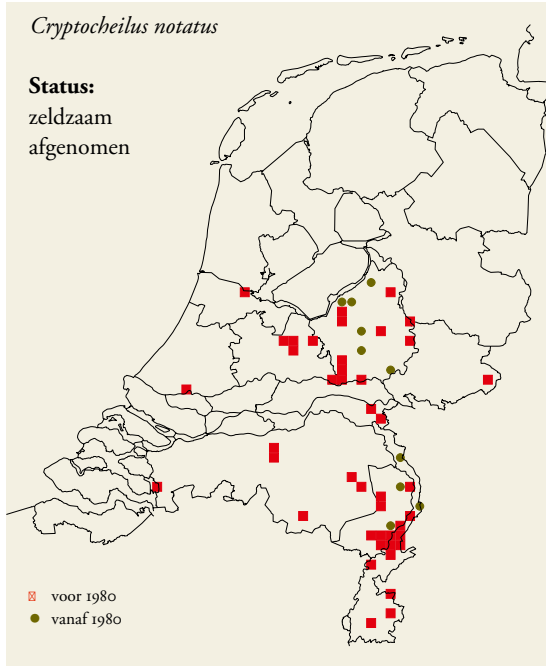 Cryptocheilus notatus
Status:
zeldzaam
afgenomen
voor 1980
vanaf 1980